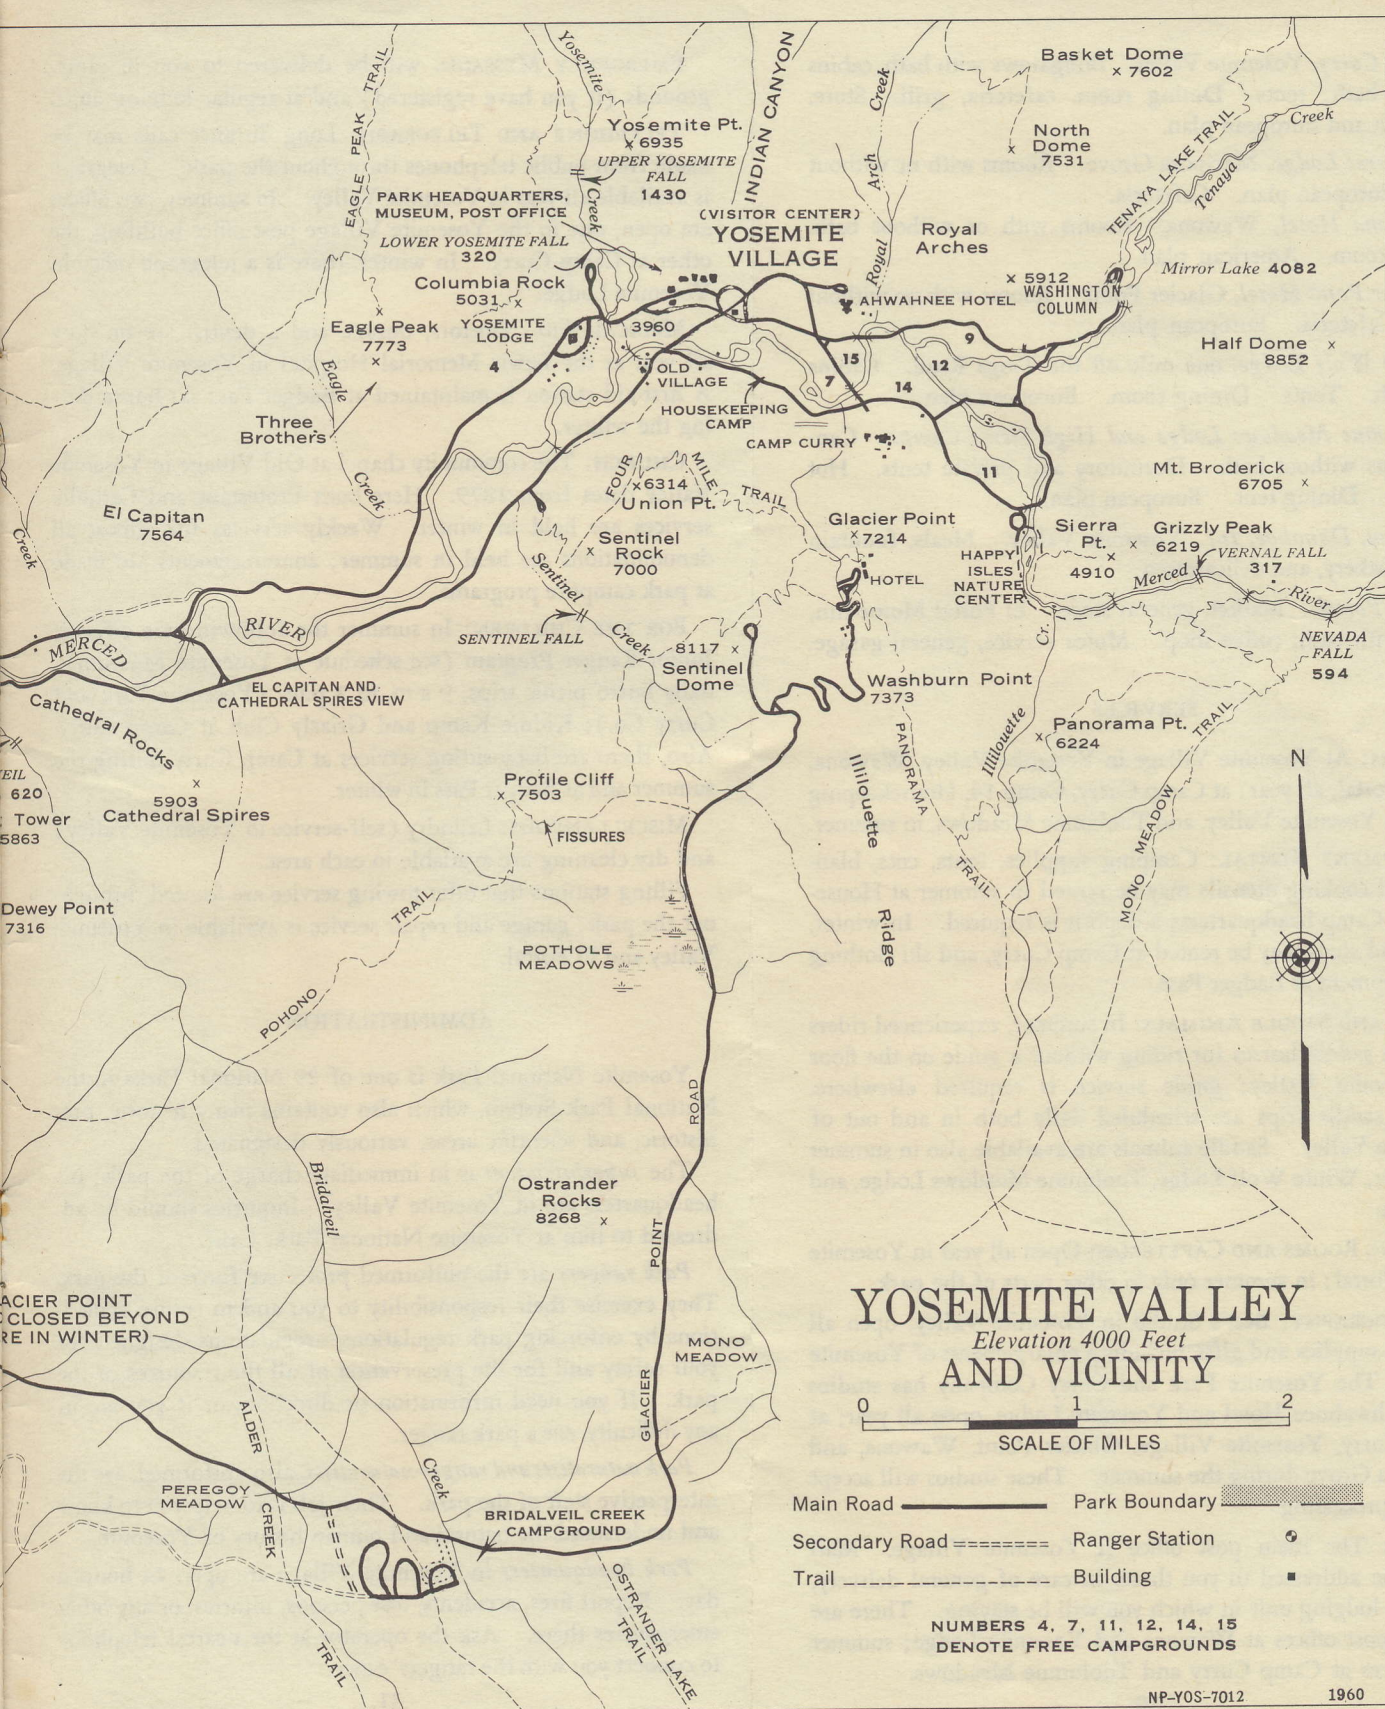 EAGLE PEAK TRAIL
Yosemite
Creek
INDIAN CANYON
Royal Arch Creek
Basket Dome
7602
Creek
Tenaya
TENAYA LAKE TRAIL
Yosemite Pt.
6935
UPPER YOSEMITE
FALL
1430
North
Dome
7531
PARK HEADQUARTERS,
MUSEUM, POST OFFICE
(VISITOR CENTER)
YOSEMITE
VILLAGE
Royal
Arches
LOWER YOSEMITE FALL
320
Columbia Rock
5031
5912
WASHINGTON
COLUMN
Mirror Lake 4082
AHWAHNEE HOTEL
Eagle Peak
7773
YOSEMITE
LODGE
3960
4
9
15
12
7
14
11
Half Dome
8852
OLD
VILLAGE
HOUSEKEEPING
CAMP
CAMP CURRY
Eagle
Creek
Three
Brothers
FOUR MILE TRAIL
6314
Union Pt.
Mt. Broderick
6705
El Capitan
7564
Creek
Sentinel
Rock
7000
Glacier Point
7214
HOTEL
Sierra
Pt.
4910
Grizzly Peak
6219
VERNAL FALL
317
HAPPY
ISLES
NATURE
CENTER
Merced
River
NEVADA
FALL
594
Sentinel
Creek
SENTINEL FALL
MERCED
RIVER
8117
Sentinel
Dome
Washburn Point
7373
EL CAPITAN AND
CATHEDRAL SPIRES VIEW
Cathedral Rocks
Illilouette
Cr.
Panorama Pt.
6224
PANORAMA
TRAIL
MONO MEADOW TRAIL
N
EIL
620
Tower
5863
5903
Cathedral Spires
Profile Cliff
7503
FISSURES
Illilouette
Ridge
Dewey Point
7316
POHONO TRAIL
POTHOLE
MEADOWS
GLACIER POINT ROAD
Bridalveil
Creek
Ostrander
Rocks
8268
ACIER POINT
CLOSED BEYOND
RE IN WINTER)
MONO
MEADOW
ALDER
CREEK
TRAIL
PEREGOY
MEADOW
BRIDALVEIL CREEK
CAMPGROUND
OSTRANDER LAKE
TRAIL
YOSEMITE VALLEY
Elevation 4000 Feet
AND VICINITY
0 1 2
SCALE OF MILES
Main Road
Park Boundary
Secondary Road
Ranger Station
Trail
Building
NUMBERS 4, 7, 11, 12, 14, 15
DENOTE FREE CAMPGROUNDS
NP-YOS-7012
1960